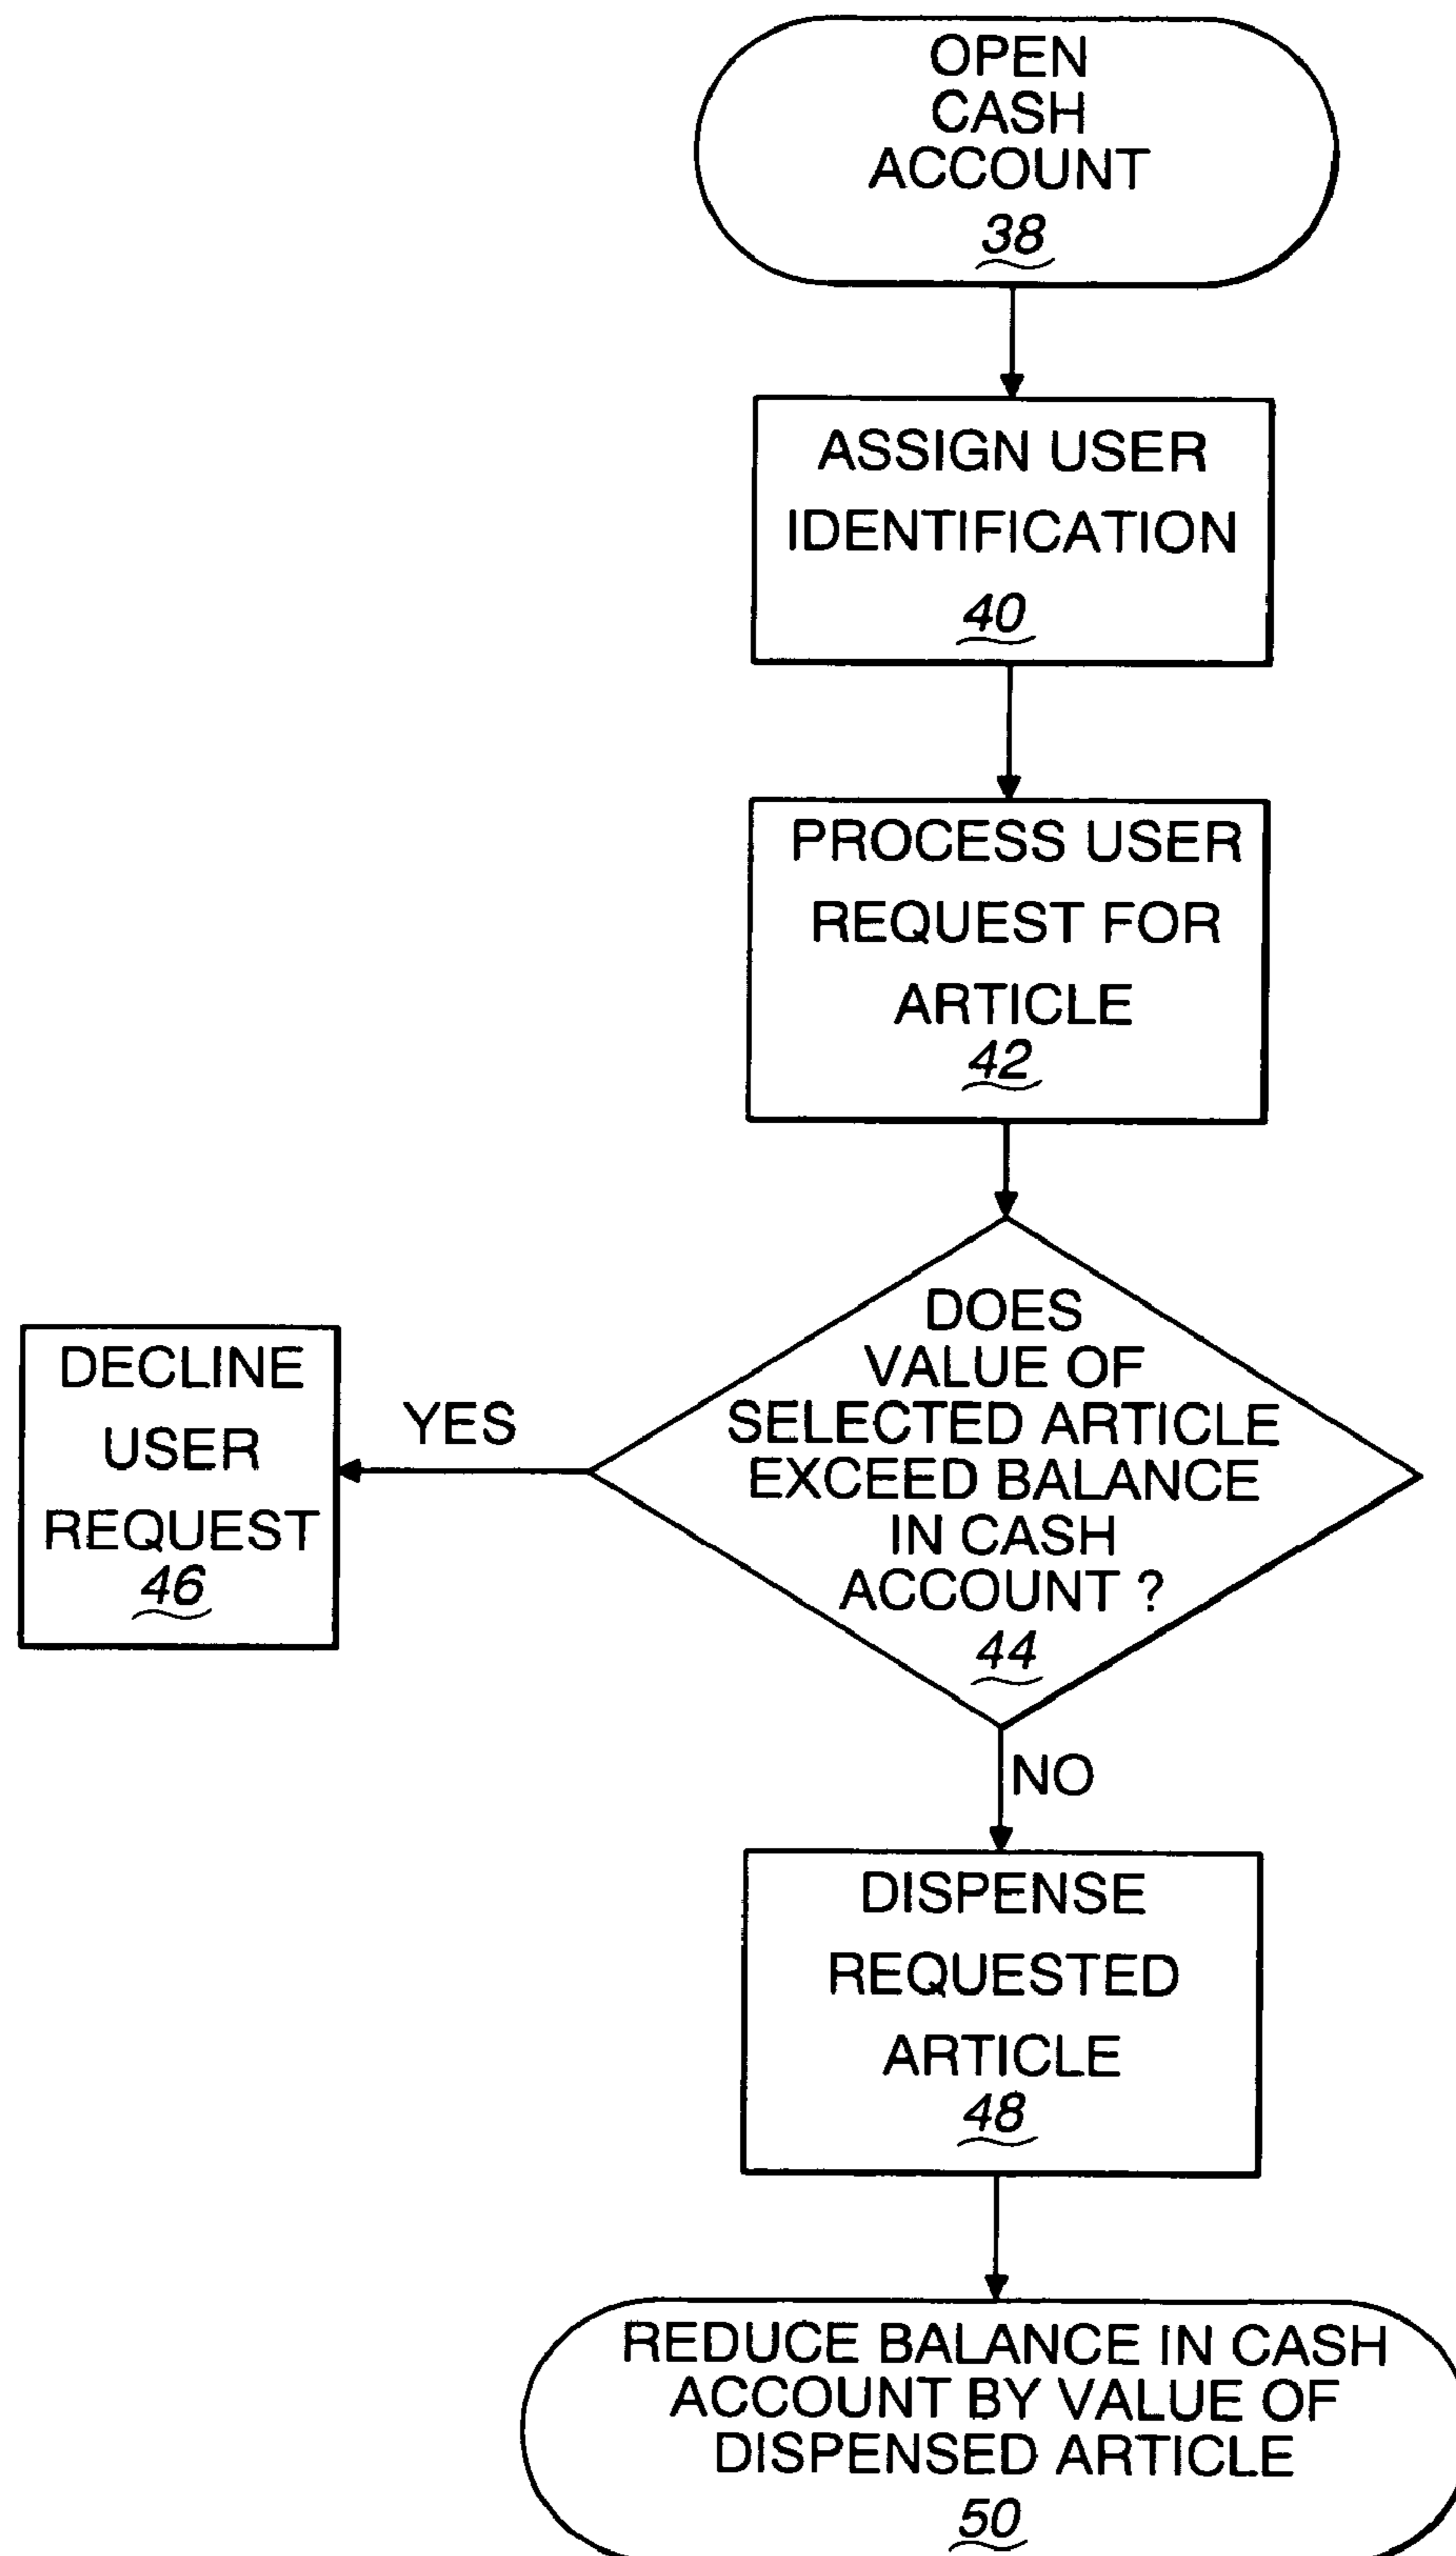 OPEN
CASH
ACCOUNT
38
ASSIGN USER
IDENTIFICATION
40
PROCESS USER
REQUEST FOR
ARTICLE
42
DOES
VALUE OF
SELECTED ARTICLE
EXCEED BALANCE
IN CASH
ACCOUNT ?
44
YES
DECLINE
USER
REQUEST
46
NO
DISPENSE
REQUESTED
ARTICLE
48
REDUCE BALANCE IN CASH
ACCOUNT BY VALUE OF
DISPENSED ARTICLE
50